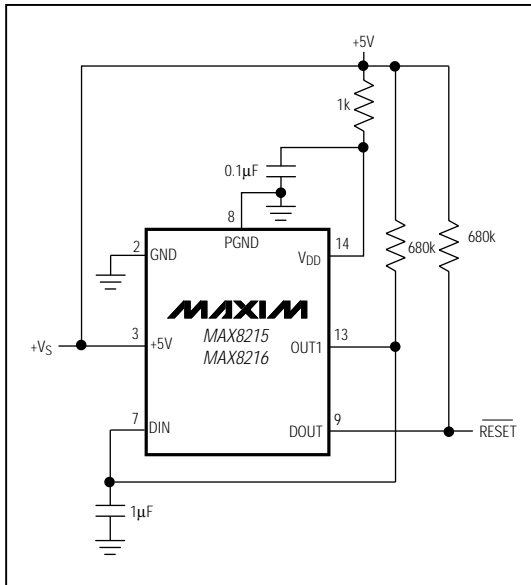 +5V
1k
0.1µF
8
PGND
2
GND
14
VDD
680k
680k
MAXIM
MAX8215
MAX8216
+VS
3
+5V
13
OUT1
7
DIN
9
DOUT
RESET
1µF